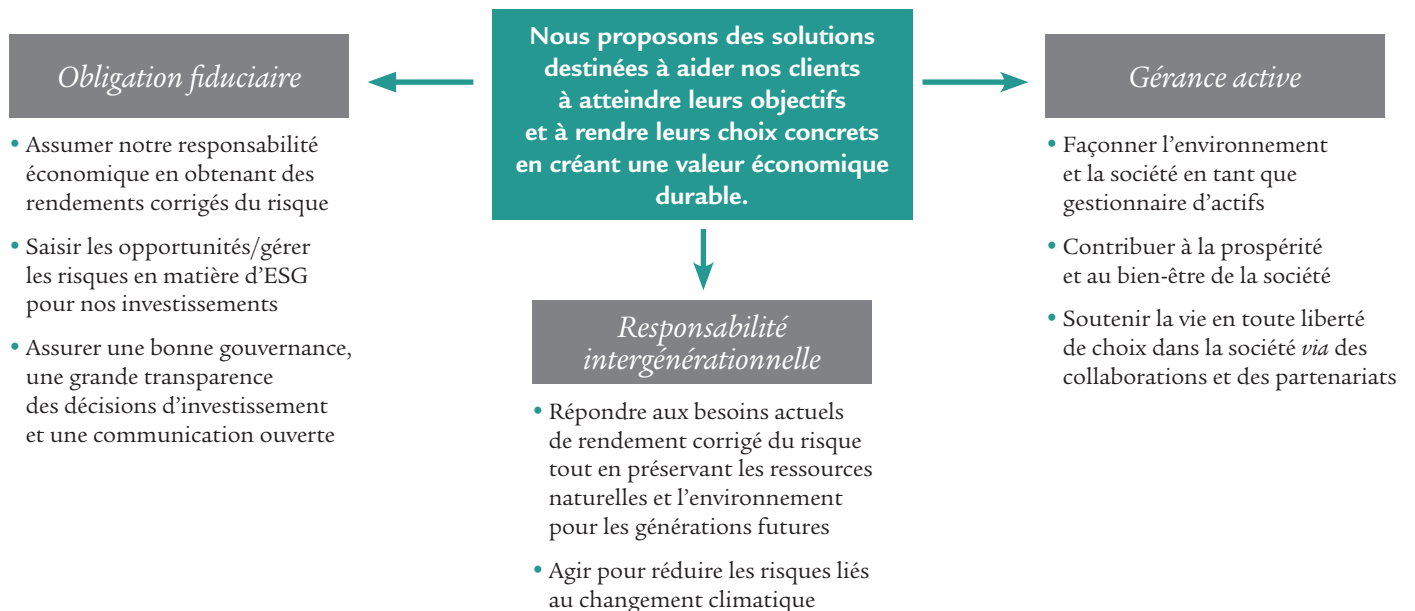 Nous proposons des solutions
destinées à aider nos clients
à atteindre leurs objectifs
et à rendre leurs choix concrets
en créant une valeur économique
durable.
Obligation fiduciaire
• Assumer notre responsabilité
économique en obtenant des
rendements corrigés du risque
• Saisir les opportunités/gérer
les risques en matière d’ESG
pour nos investissements
• Assurer une bonne gouvernance,
une grande transparence
des décisions d’investissement
et une communication ouverte
Responsabilité
intergénérationnelle
• Répondre aux besoins actuels
de rendement corrigé du risque
tout en préservant les ressources
naturelles et l’environnement
pour les générations futures
• Agir pour réduire les risques liés
au changement climatique
Gérance active
• Façonner l’environnement
et la société en tant que
gestionnaire d’actifs
• Contribuer à la prospérité
et au bien-être de la société
• Soutenir la vie en toute liberté
de choix dans la société via des
collaborations et des partenariats